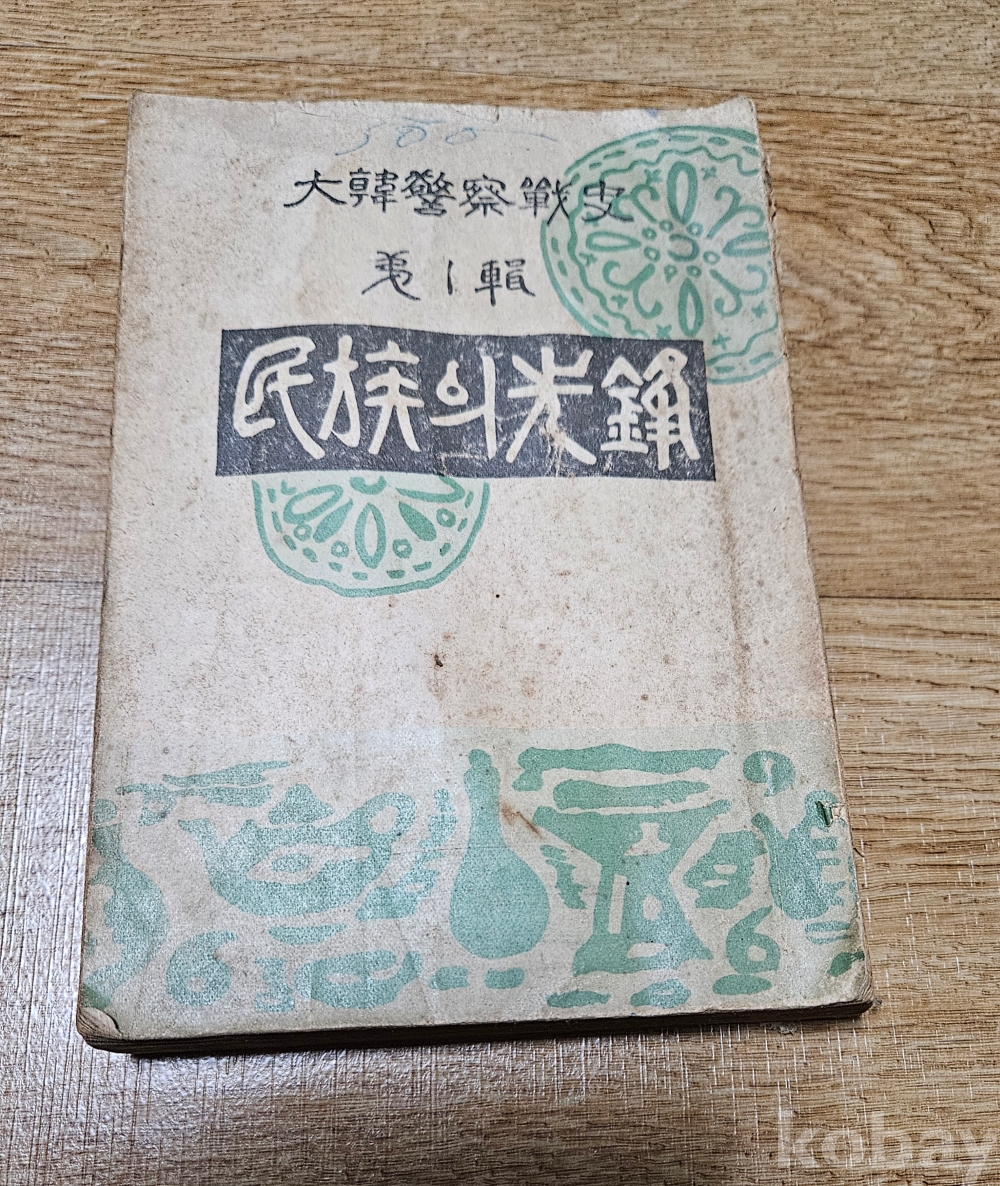 500-
大韓警察戰史
第1輯
民族의先鋒
kobay